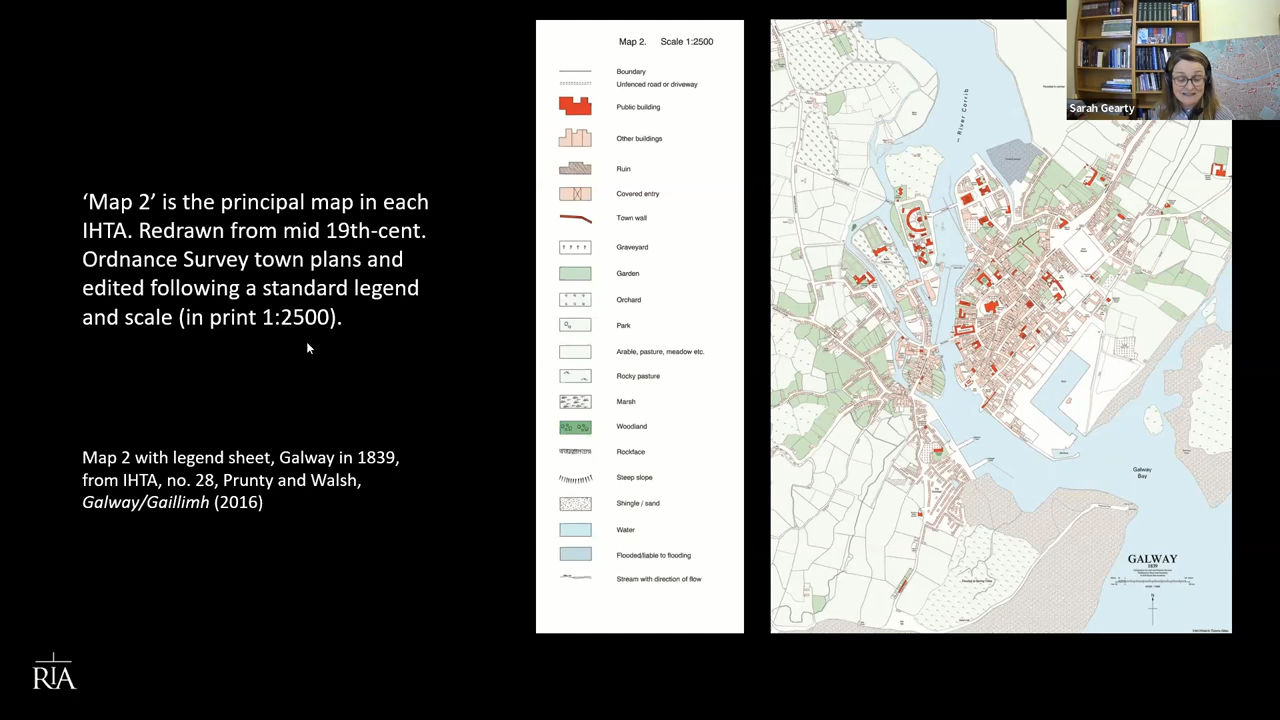 ‘Map 2’ is the principal map in each
IHTA. Redrawn from mid 19th-cent.
Ordnance Survey town plans and
edited following a standard legend
and scale (in print 1:2500).
Map 2 with legend sheet, Galway in 1839,
from IHTA, no. 28, Prunty and Walsh,
Galway/Gaillimh (2016)
RIA
Map 2. Scale 1:2500
Boundary
Unfenced road or driveway
Public building
Other buildings
Ruin
Covered entry
Town wall
Graveyard
Garden
Orchard
Park
Arable, pasture, meadow etc.
Rocky pasture
Marsh
Woodland
Rockface
Steep slope
Shingle / sand
Water
Flooded/liable to flooding
Stream with direction of flow
River Corrib
Galway
Bay
GALWAY
1839
N
Sarah Gearty